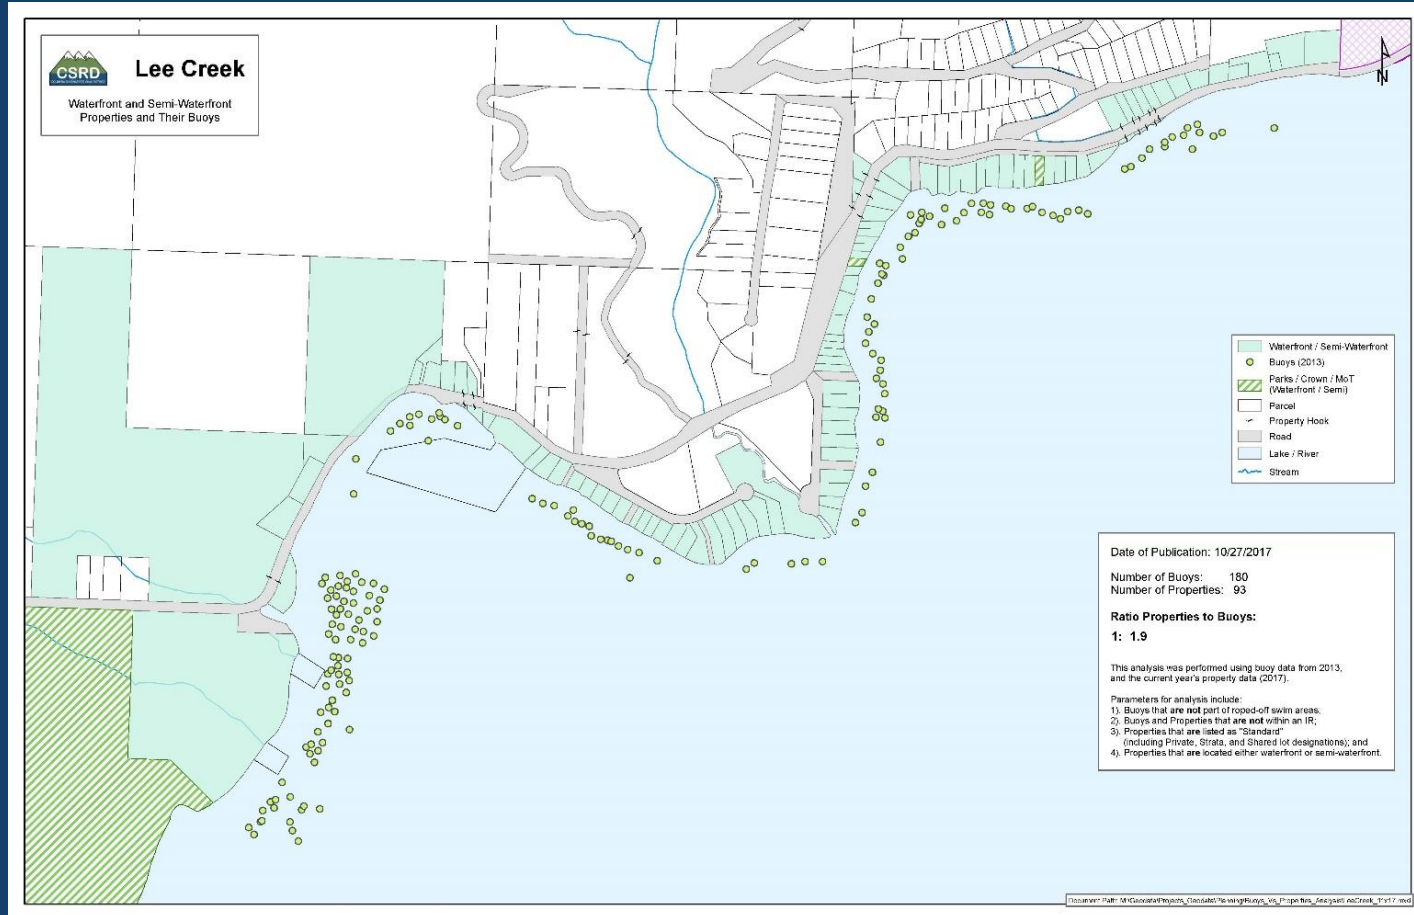 CSRD
Lee Creek
Waterfront and Semi-Waterfront
Properties and Their Buoys
N
Waterfront / Semi-Waterfront
Buoys (2013)
Parks / Crown / MoT
(Waterfront / Semi)
Parcel
Property Hook
Road
Lake / River
Stream
Date of Publication: 10/27/2017
Number of Buoys: 180
Number of Properties: 93
Ratio Properties to Buoys:
1: 1.9
This analysis was performed using buoy data from 2013,
and the current year's property data (2017).
Parameters for analysis include:
1). Buoys that are not part of roped-off swim areas;
2). Buoys and Properties that are not within an IR;
3). Properties that are listed as "Standard"
(including Private, Strata, and Shared lot designations); and
4). Properties that are located either waterfront or semi-waterfront.
Document Path: